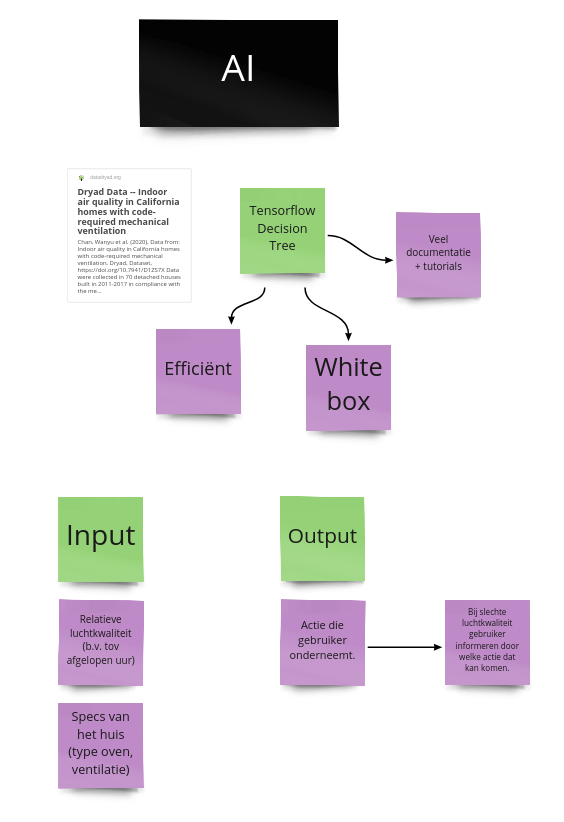 AI
datadryad.org
Dryad Data -- Indoor
air quality in California
homes with code-
required mechanical
ventilation
Chan, Wanyu et al. (2020), Data from:
Indoor air quality in California homes
with code-required mechanical
ventilation, Dryad, Dataset,
https://doi.org/10.7941/D1ZS7X Data
were collected in 70 detached houses
built in 2011-2017 in compliance with
the me...
Tensorflow
Decision
Tree
Veel
documentatie
+ tutorials
Efficiënt
White
box
Input
Output
Relatieve
luchtkwaliteit
(b.v. tov
afgelopen uur)
Actie die
gebruiker
onderneemt.
Bij slechte
luchtkwaliteit
gebruiker
informeren door
welke actie dat
kan komen.
Specs van
het huis
(type oven,
ventilatie)